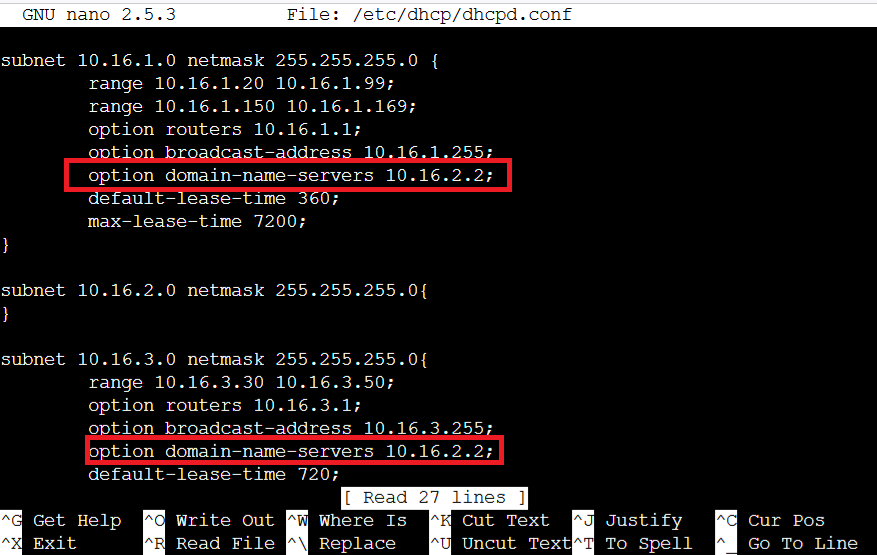 GNU nano 2.5.3 File: /etc/dhcp/dhcpd.conf
subnet 10.16.1.0 netmask 255.255.255.0 {
range 10.16.1.20 10.16.1.99;
range 10.16.1.150 10.16.1.169;
option routers 10.16.1.1;
option broadcast-address 10.16.1.255;
option domain-name-servers 10.16.2.2;
default-lease-time 360;
max-lease-time 7200;
}
subnet 10.16.2.0 netmask 255.255.255.0{
}
subnet 10.16.3.0 netmask 255.255.255.0{
range 10.16.3.30 10.16.3.50;
option routers 10.16.3.1;
option broadcast-address 10.16.3.255;
option domain-name-servers 10.16.2.2;
default-lease-time 720;
[ Read 27 lines ]
^G Get Help ^O Write Out ^W Where Is ^K Cut Text ^J Justify ^C Cur Pos
^X Exit ^R Read File ^\ Replace ^U Uncut Text ^T To Spell ^_ Go To Line